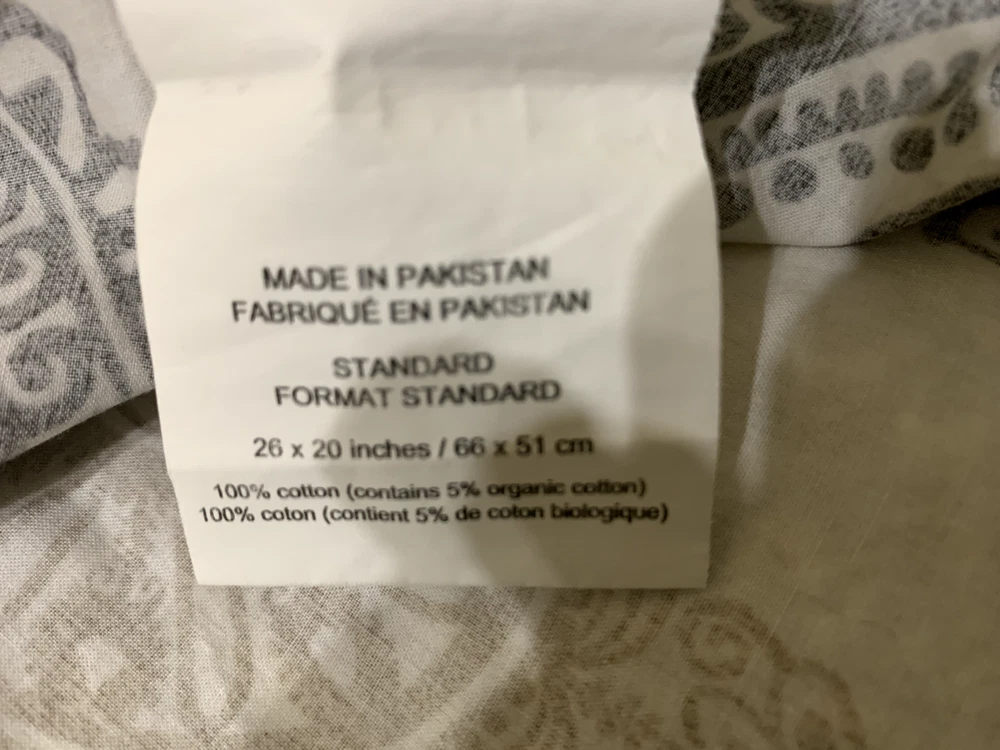 MADE IN PAKISTAN
FABRIQUÉ EN PAKISTAN
STANDARD
FORMAT STANDARD
26 x 20 inches / 66 x 51 cm
100% cotton (contains 5% organic cotton)
100% coton (contient 5% de coton biologique)